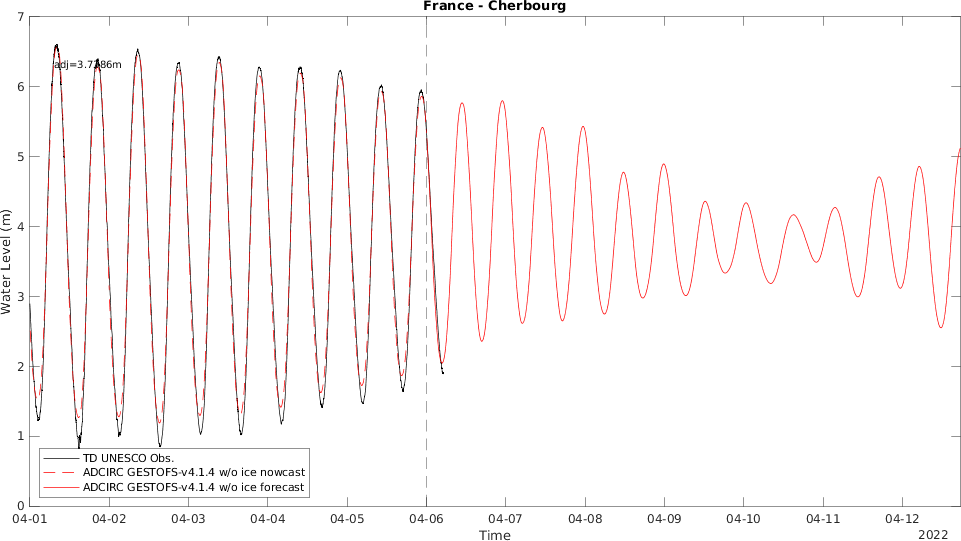 France - Cherbourg
7
adj=3.7386m
6
5
4
3
2
1
0
Water Level (m)
TD UNESCO Obs.
ADCIRC GESTOFS-v4.1.4 w/o ice nowcast
ADCIRC GESTOFS-v4.1.4 w/o ice forecast
04-01 04-02 04-03 04-04 04-05 04-06 04-07 04-08 04-09 04-10 04-11 04-12
Time
2022